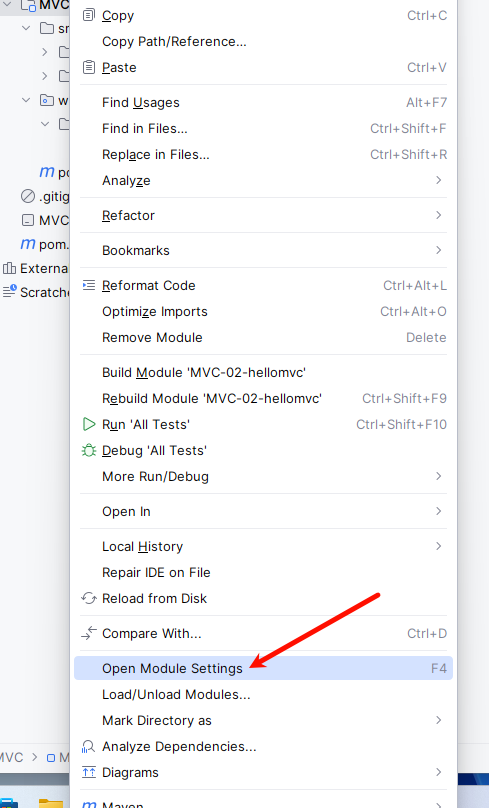 MVC
Copy Ctrl+C
Copy Path/Reference...
Paste Ctrl+V
Find Usages Alt+F7
Find in Files... Ctrl+Shift+F
Replace in Files... Ctrl+Shift+R
Analyze
m
.gitig
Refactor
MVC
m pom.
Bookmarks
Externa
Reformat Code Ctrl+Alt+L
Scratche
Optimize Imports Ctrl+Alt+O
Remove Module Delete
Build Module 'MVC-02-hellomvc'
Rebuild Module 'MVC-02-hellomvc' Ctrl+Shift+F9
Run 'All Tests' Ctrl+Shift+F10
Debug 'All Tests'
More Run/Debug
Open In
Local History
Repair IDE on File
Reload from Disk
Compare With... Ctrl+D
Open Module Settings F4
Load/Unload Modules...
Mark Directory as
MVC > M
Analyze Dependencies...
Diagrams
Maven